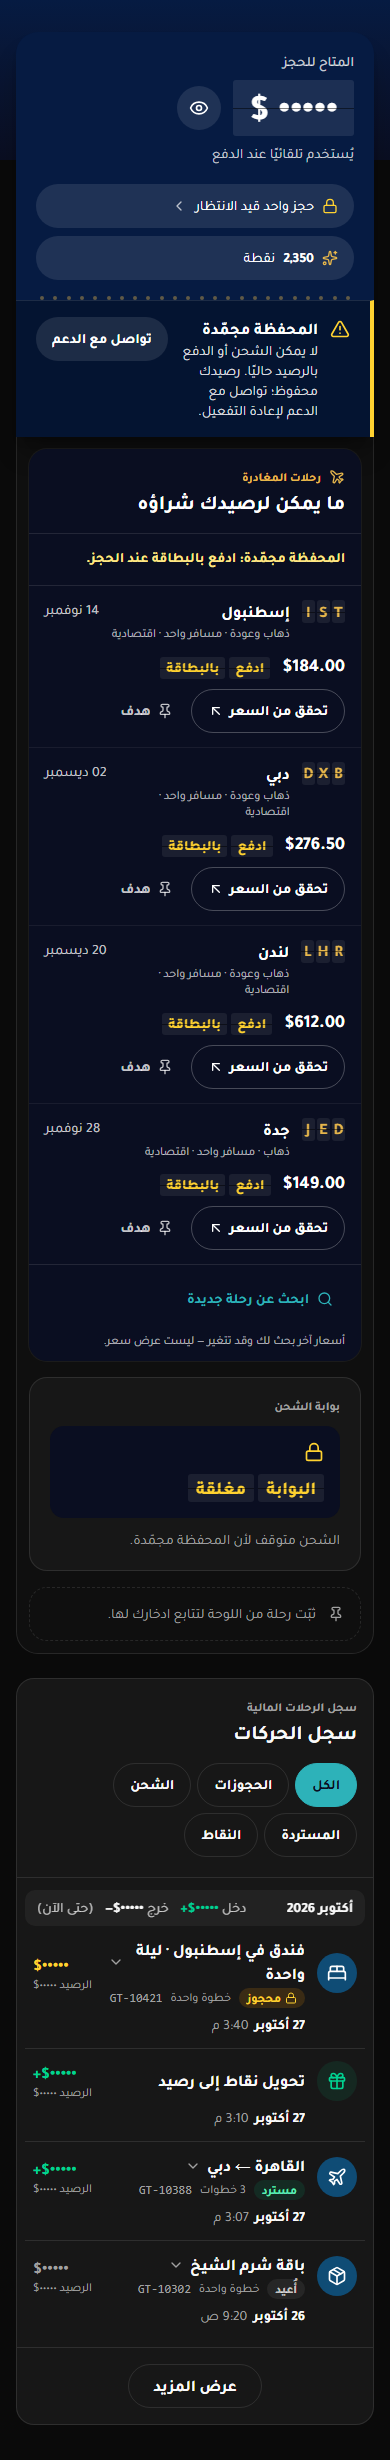 المتاح للحجز
$ •••••
يُستخدم تلقائيًا عند الدفع
حجز واحد قيد الانتظار
2,350 نقطة
المحفظة مجمّدة
لا يمكن الشحن أو الدفع
بالرصيد حاليًا. رصيدك
محفوظ؛ تواصل مع
الدعم لإعادة التفعيل.
تواصل مع الدعم
رحلات المغادرة
ما يمكن لرصيدك شراؤه
المحفظة مجمّدة: ادفع بالبطاقة عند الحجز.
IST إسطنبول 14 نوفمبر
ذهاب وعودة · مسافر واحد · اقتصادية
$184.00 ادفع بالبطاقة
تحقق من السعر هدف
DXB دبي 02 ديسمبر
ذهاب وعودة · مسافر واحد ·
اقتصادية
$276.50 ادفع بالبطاقة
تحقق من السعر هدف
LHR لندن 20 ديسمبر
ذهاب وعودة · مسافر واحد ·
اقتصادية
$612.00 ادفع بالبطاقة
تحقق من السعر هدف
JED جدة 28 نوفمبر
ذهاب · مسافر واحد · اقتصادية
$149.00 ادفع بالبطاقة
تحقق من السعر هدف
ابحث عن رحلة جديدة
أسعار آخر بحث لك وقد تتغير — ليست عرض سعر.
بوابة الشحن
البوابة مغلقة
الشحن متوقف لأن المحفظة مجمّدة.
ثبّت رحلة من اللوحة لتتابع ادخارك لها.
سجل الرحلات المالية
سجل الحركات
الكل الحجوزات الشحن
المستردة النقاط
أكتوبر 2026 دخل •••••$+ خرج •••••$− (حتى الآن)
فندق في إسطنبول · ليلة
واحدة
$•••••
محجوز خطوة واحدة GT-10421
الرصيد •••••$
27 أكتوبر 3:40 م
تحويل نقاط إلى رصيد
+$•••••
الرصيد •••••$
27 أكتوبر 3:10 م
القاهرة ← دبي
+$•••••
مسترد 3 خطوات GT-10388
الرصيد •••••$
27 أكتوبر 3:07 م
باقة شرم الشيخ
$•••••
أُعيد خطوة واحدة GT-10302
الرصيد •••••$
26 أكتوبر 9:20 ص
عرض المزيد